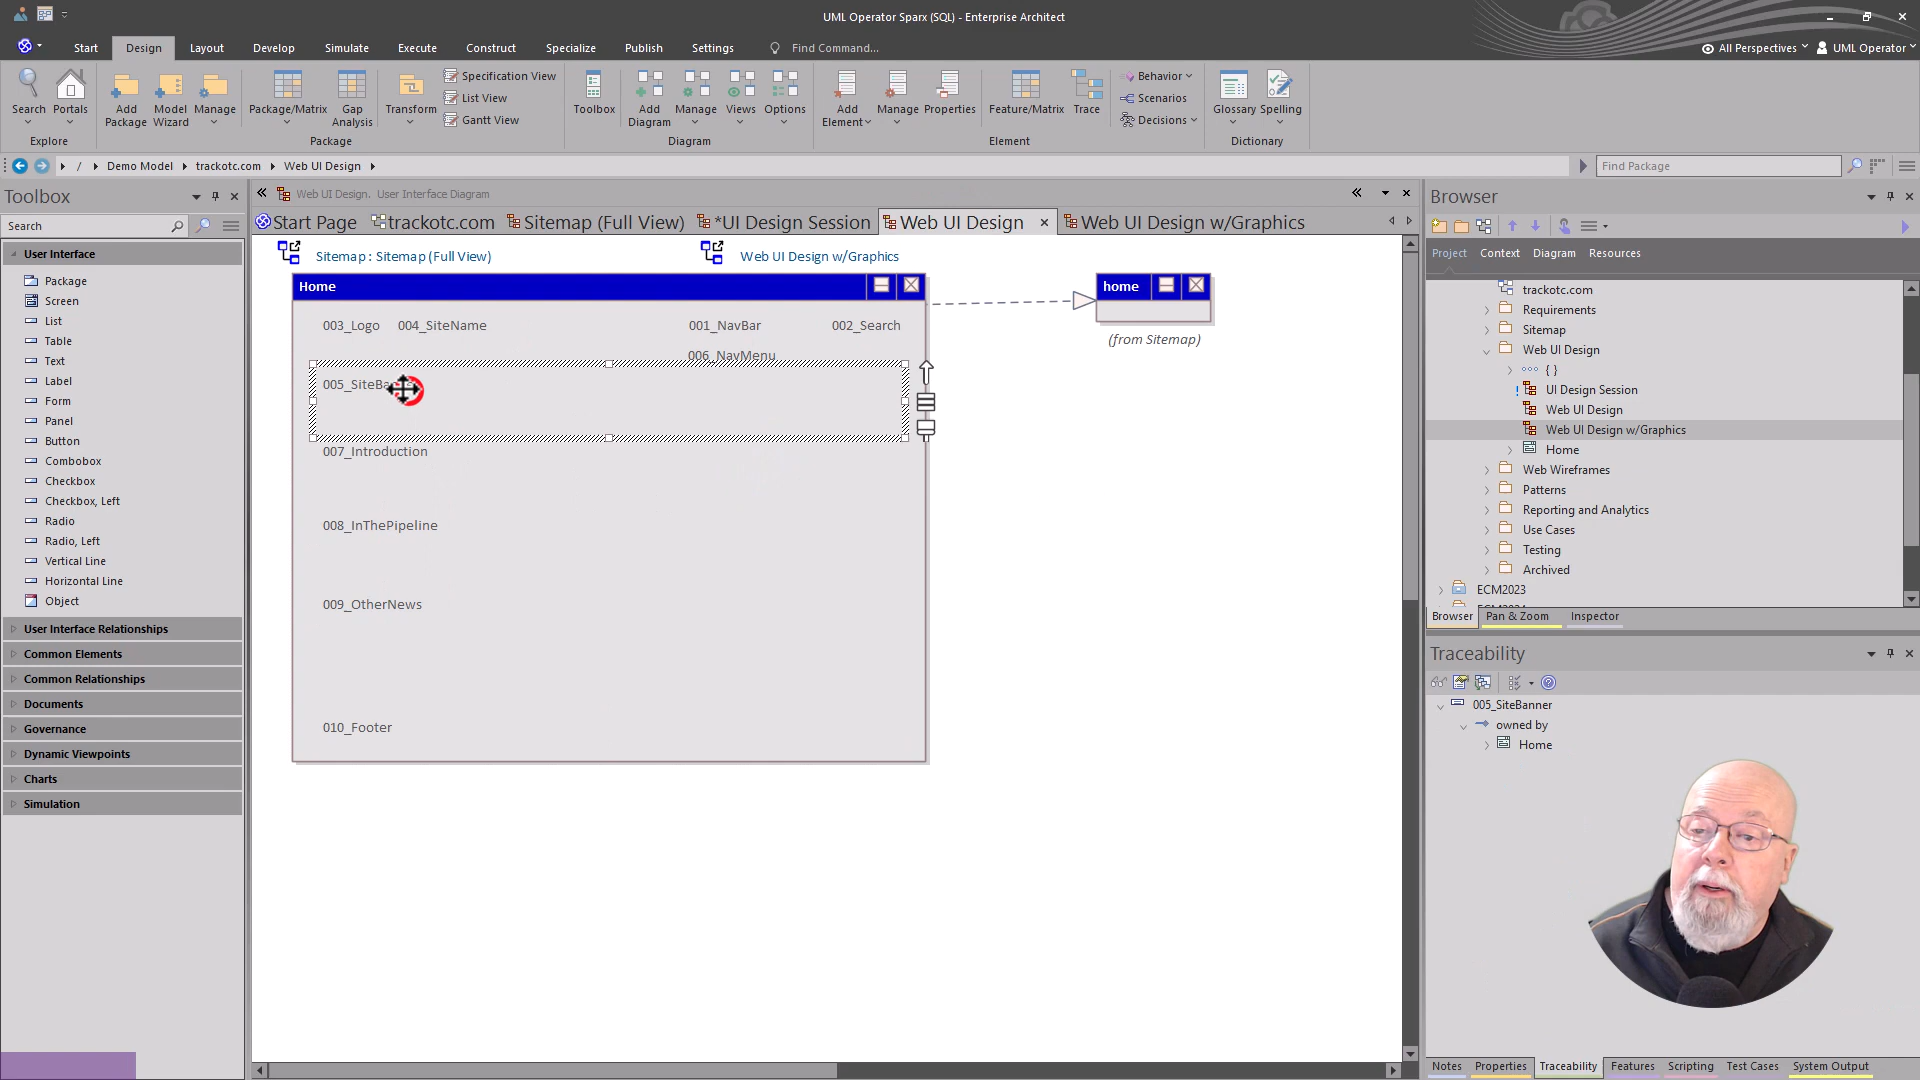 UML Operator Sparx (SQL) - Enterprise Architect
Start
Design
Layout
Develop
Simulate
Execute
Construct
Specialize
Publish
Settings
Find Command...
All Perspectives
UML Operator
Search
Portals
Explore
Add Package
Model Wizard
Manage
Package/Matrix
Gap Analysis
Transform
Specification View
List View
Gantt View
Package
Toolbox
Add Diagram
Manage
Views
Options
Diagram
Add Element
Manage
Properties
Feature/Matrix
Trace
Behavior
Scenarios
Decisions
Element
Glossary
Spelling
Dictionary
/ Demo Model trackotc.com Web UI Design
Find Package
Toolbox
Search
User Interface
Package
Screen
List
Table
Text
Label
Form
Panel
Button
Combobox
Checkbox
Checkbox, Left
Radio
Radio, Left
Vertical Line
Horizontal Line
Object
User Interface Relationships
Common Elements
Common Relationships
Documents
Governance
Dynamic Viewpoints
Charts
Simulation
Web UI Design. User Interface Diagram
Start Page
trackotc.com
Sitemap (Full View)
*UI Design Session
Web UI Design
Web UI Design w/Graphics
Sitemap : Sitemap (Full View)
Web UI Design w/Graphics
Home
003_Logo
004_SiteName
001_NavBar
002_Search
006_NavMenu
007_Introduction
008_InThePipeline
009_OtherNews
010_Footer
home
(from Sitemap)
Browser
Project
Context
Diagram
Resources
trackotc.com
Requirements
Sitemap
Web UI Design
{ }
UI Design Session
Web UI Design
Web UI Design w/Graphics
Home
Web Wireframes
Patterns
Reporting and Analytics
Use Cases
Testing
Archived
ECM2023
Browser
Pan & Zoom
Inspector
Traceability
005_SiteBanner
owned by
Home
Notes
Properties
Traceability
Features
Scripting
Test Cases
System Output